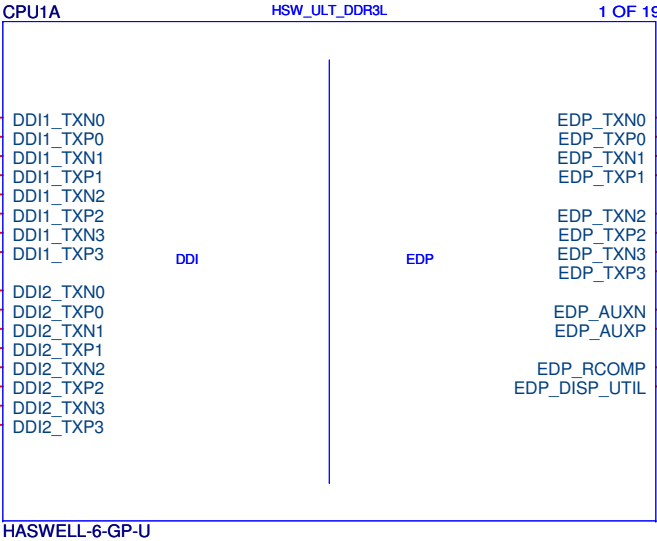 CPU1A HSW_ULT_DDR3L 1 OF 19
DDI1_TXN0 EDP_TXN0
DDI1_TXP0 EDP_TXP0
DDI1_TXN1 EDP_TXN1
DDI1_TXP1 EDP_TXP1
DDI1_TXN2
DDI1_TXP2 EDP_TXN2
DDI1_TXN3 EDP_TXP2
DDI1_TXP3 EDP_TXN3
DDI EDP
EDP_TXP3
DDI2_TXN0
DDI2_TXP0 EDP_AUXN
DDI2_TXN1 EDP_AUXP
DDI2_TXP1
DDI2_TXN2 EDP_RCOMP
DDI2_TXP2 EDP_DISP_UTIL
DDI2_TXN3
DDI2_TXP3
HASWELL-6-GP-U